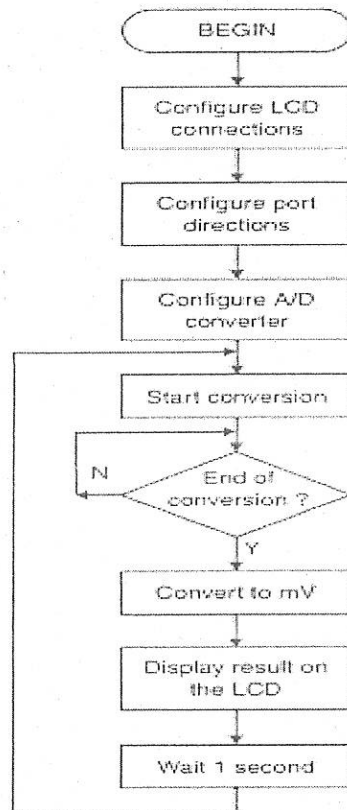 BEGIN
Configure LCD
connections
Configure port
directions
Configure A/D
converter
Start conversion
N
End of
conversion ?
Y
Convert to mV
Display result on
the LCD
Wait 1 second